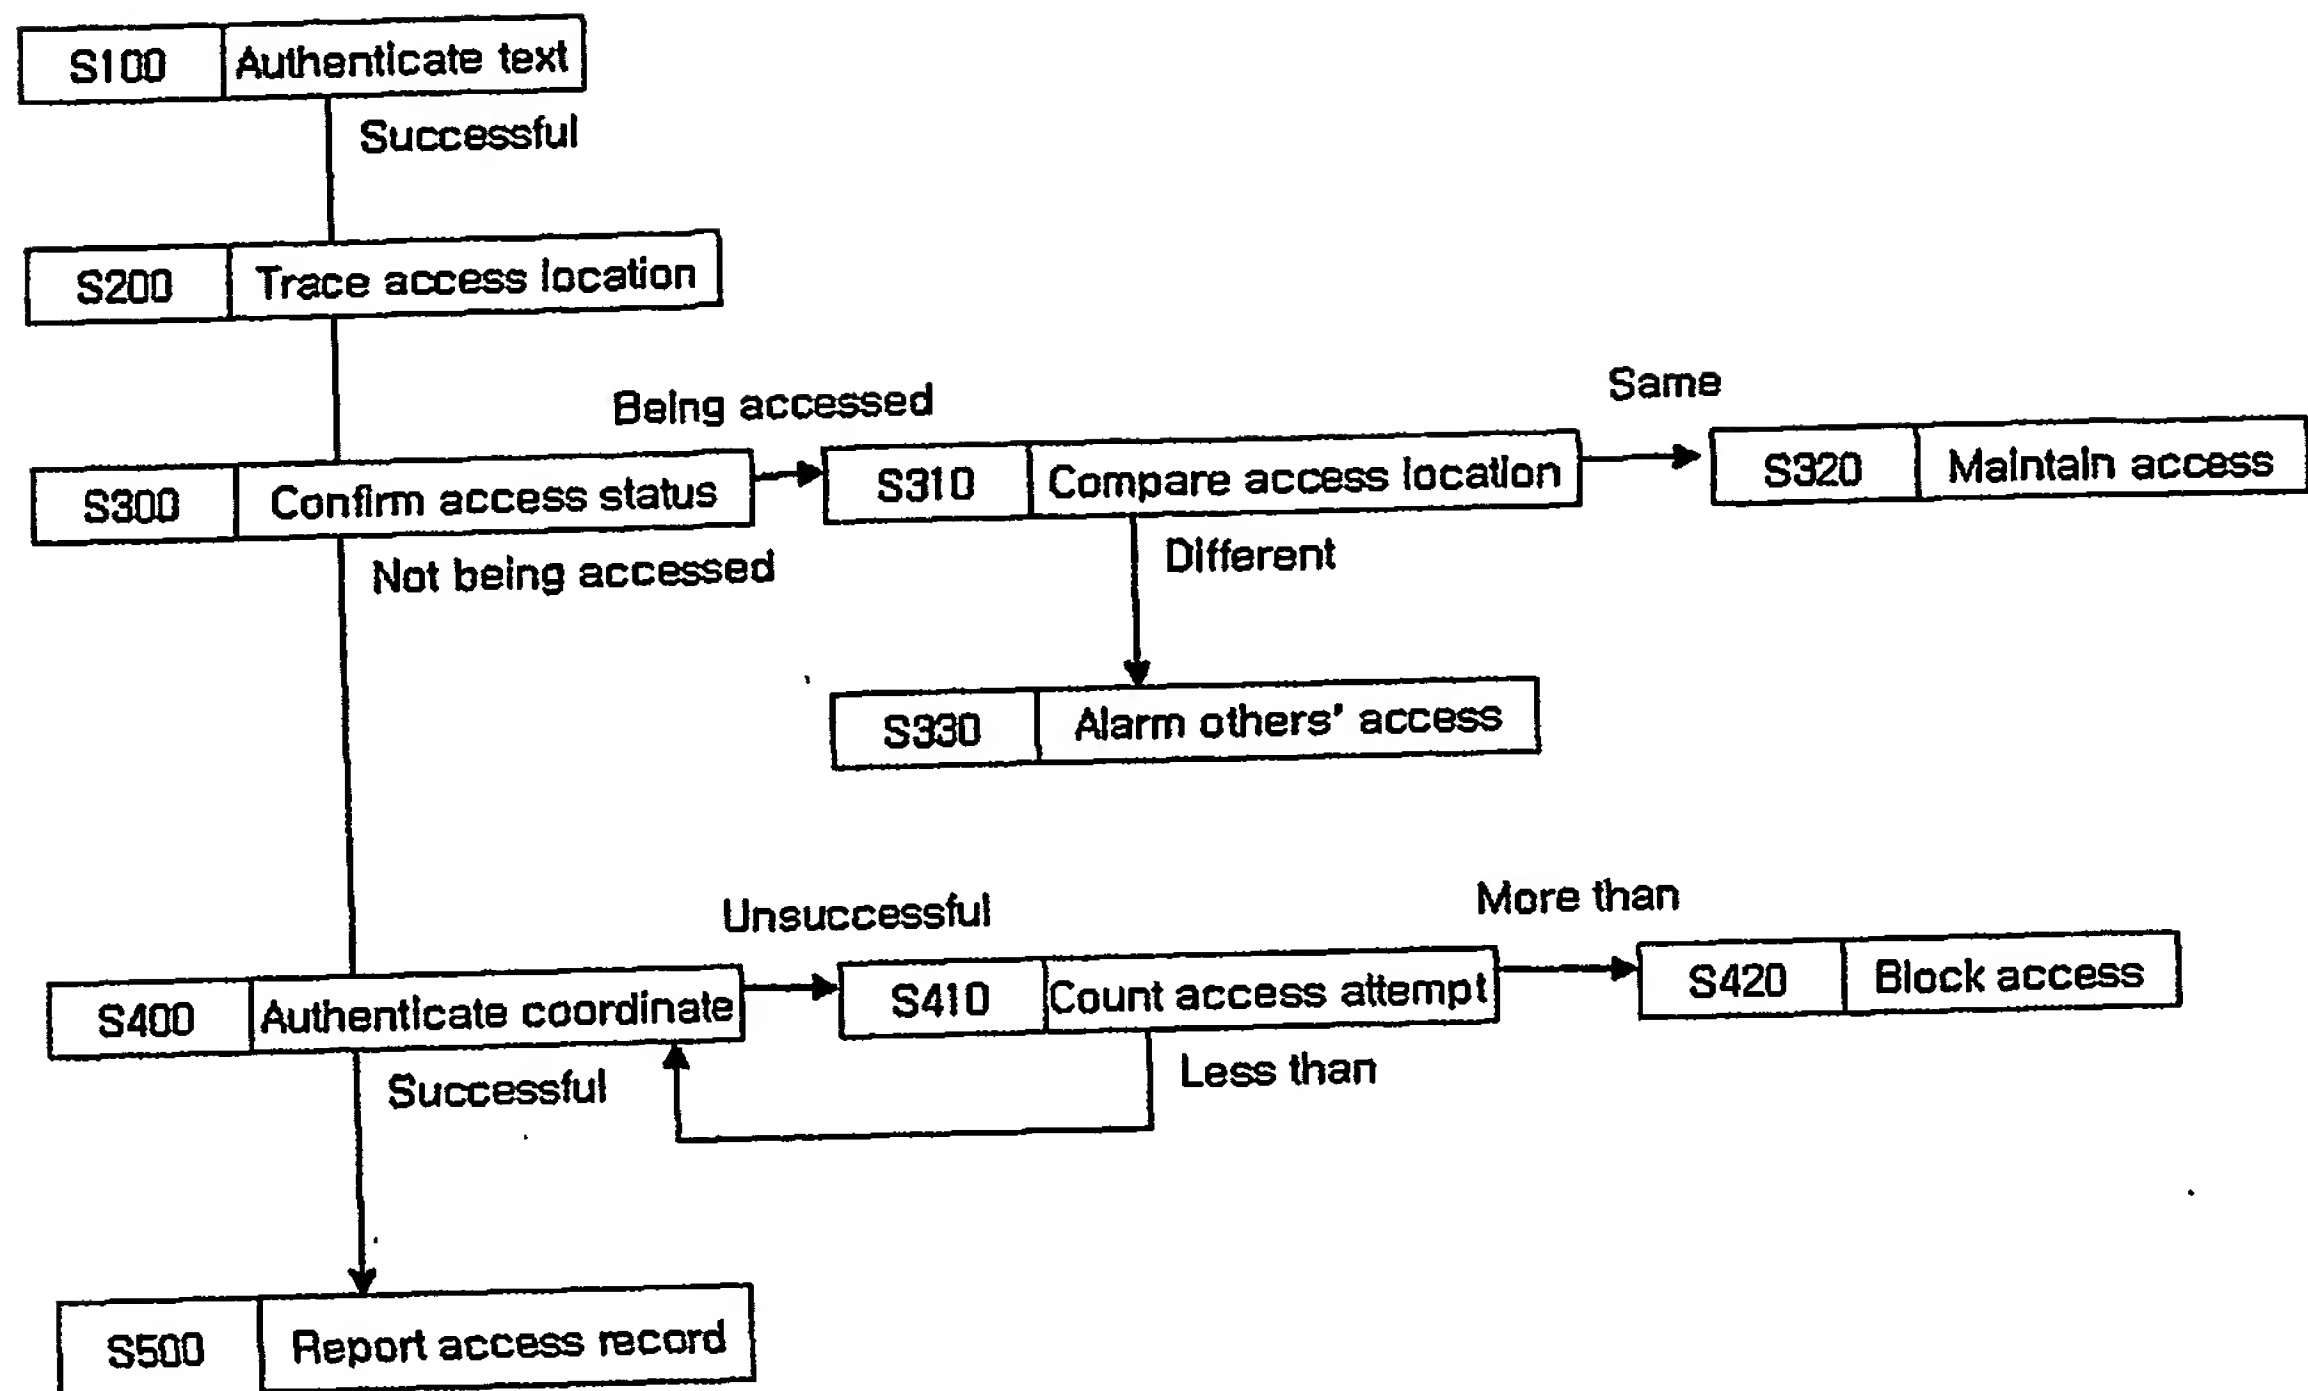 S100 Authenticate text
Successful
S200 Trace access location
Being accessed
Same
S300 Confirm access status
S310 Compare access location
S320 Maintain access
Not being accessed
Different
S330 Alarm others' access
Unsuccessful
More than
S400 Authenticate coordinate
S410 Count access attempt
S420 Block access
Successful
Less than
S500 Report access record